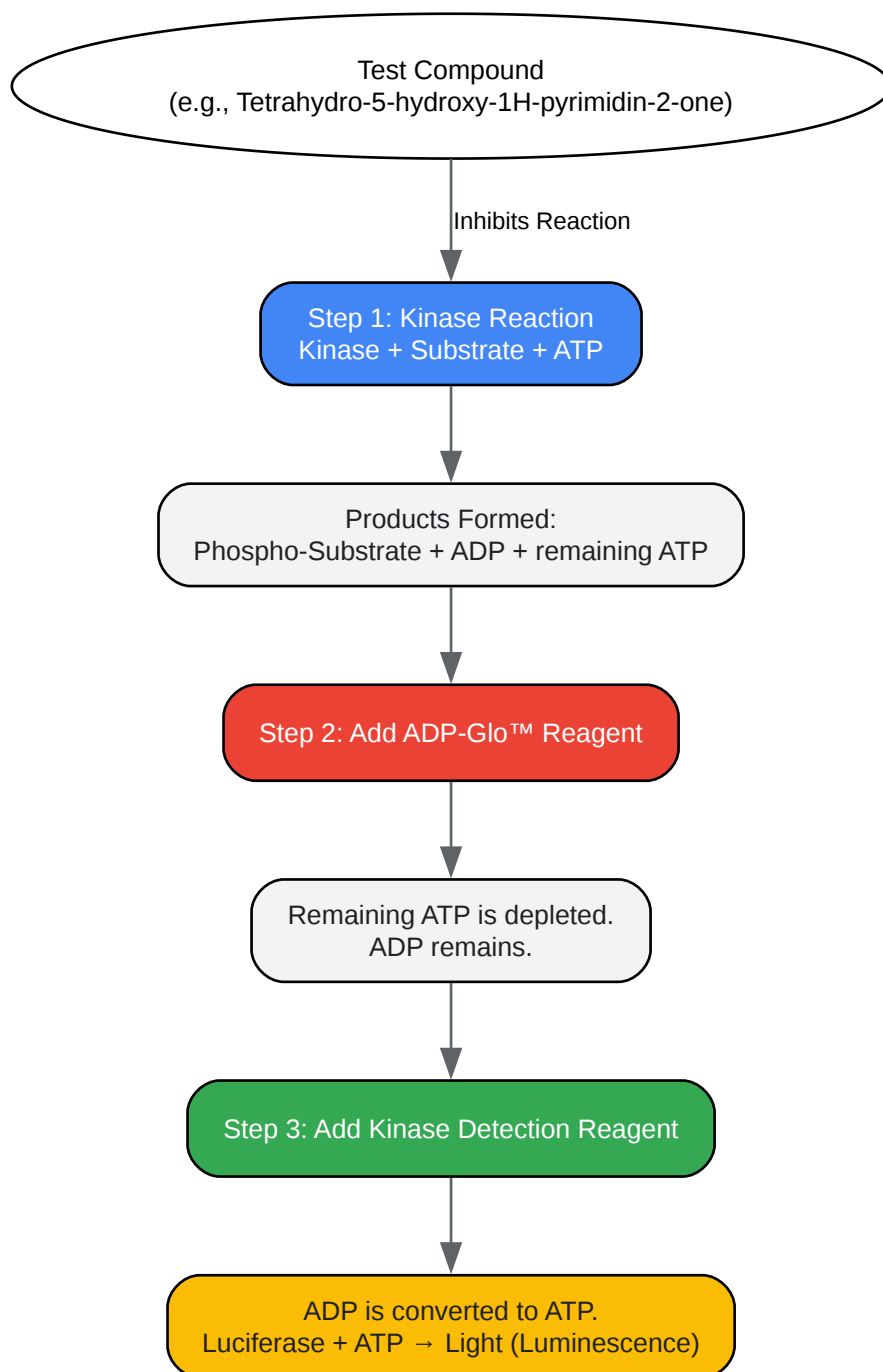 Test Compound
(e.g., Tetrahydro-5-hydroxy-1H-pyrimidin-2-one)
Inhibits Reaction
Step 1: Kinase Reaction
Kinase + Substrate + ATP
Products Formed:
Phospho-Substrate + ADP + remaining ATP
Step 2: Add ADP-Glo™ Reagent
Remaining ATP is depleted.
ADP remains.
Step 3: Add Kinase Detection Reagent
ADP is converted to ATP.
Luciferase + ATP → Light (Luminescence)